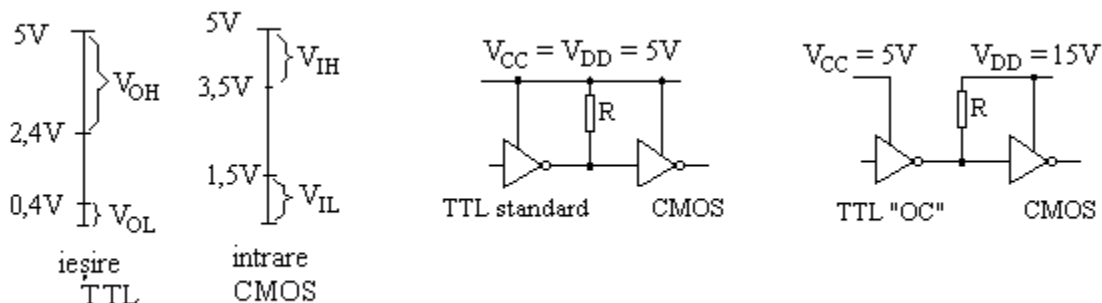 5V
V_OH
2,4V
0,4V
V_OL
ieşire
TTL
5V
V_IH
3,5V
1,5V
V_IL
intrare
CMOS
V_CC = V_DD = 5V
R
TTL standard CMOS
V_CC = 5V V_DD = 15V
R
TTL "OC" CMOS